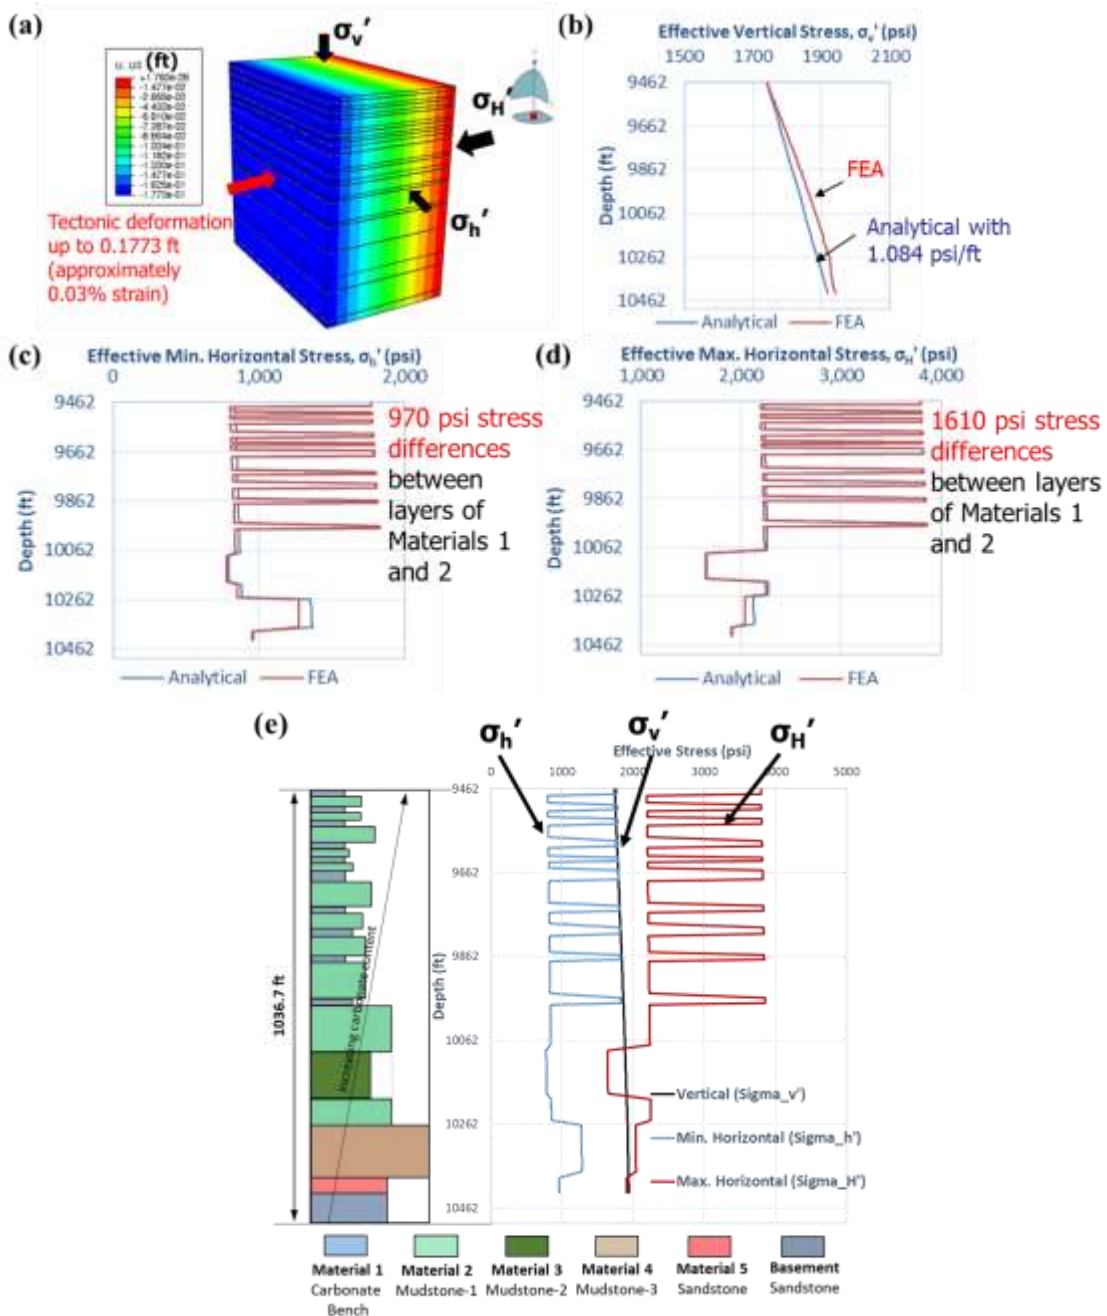 (a)
σv'
(ft)
σH'
σh'
Tectonic deformation
up to 0.1773 ft
(approximately
0.03% strain)
(b)
Effective Vertical Stress, σv' (psi)
1500 1700 1900 2100
Depth (ft)
9462
9662
9862
10062
10262
10462
FEA
Analytical with
1.084 psi/ft
Analytical FEA
(c)
Effective Min. Horizontal Stress, σh' (psi)
0 1,000 2,000
Depth (ft)
9462
9662
9862
10062
10262
10462
970 psi stress
differences
between
layers of
Materials 1
and 2
Analytical FEA
(d)
Effective Max. Horizontal Stress, σH' (psi)
1,000 2,000 3,000 4,000
Depth (ft)
9462
9662
9862
10062
10262
10462
1610 psi stress
differences
between layers
of Materials 1
and 2
Analytical FEA
(e)
σh' σv' σH'
Effective Stress (psi)
0 1000 2000 3000 4000 5000
Depth (ft)
9462
9662
9862
10062
10262
10462
1036.7 ft
Increasing carbonate content
Vertical (Sigma_v')
Min. Horizontal (Sigma_h')
Max. Horizontal (Sigma_H')
Material 1 Material 2 Material 3 Material 4 Material 5 Basement
Carbonate Mudstone-1 Mudstone-2 Mudstone-3 Sandstone Sandstone
Bench